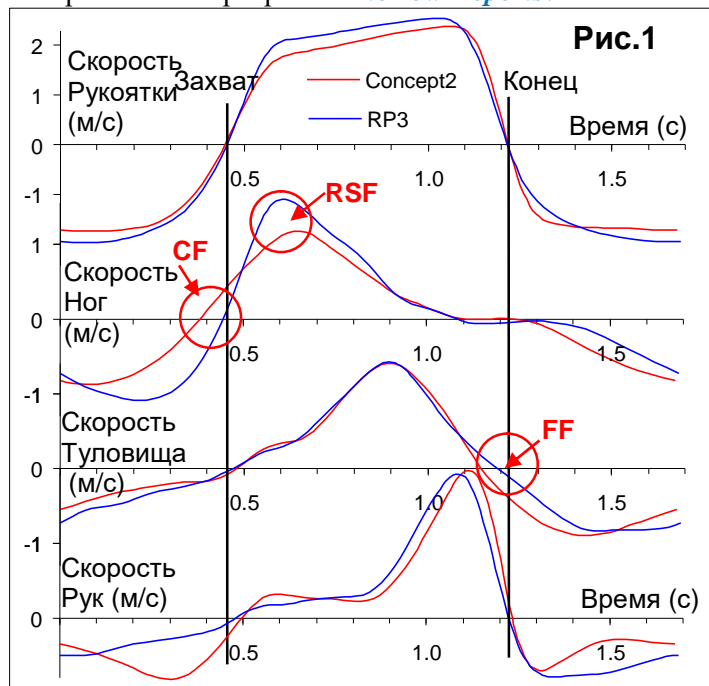 Рис.1
2
Скорость
Рукоятки
(м/с)
Захват
Concept2
RP3
Конец
1
Время (с)
0
0.5
1.0
1.5
-1
RSF
CF
1
Скорость
Ног
(м/с)
0
0.5
1.0
1.5
-1
Скорость
Туловища
(м/с)
FF
0
0.5
1.0
1.5
-1
Скорость
Рук (м/с)
Время (с)
0
0.5
1.0
1.5